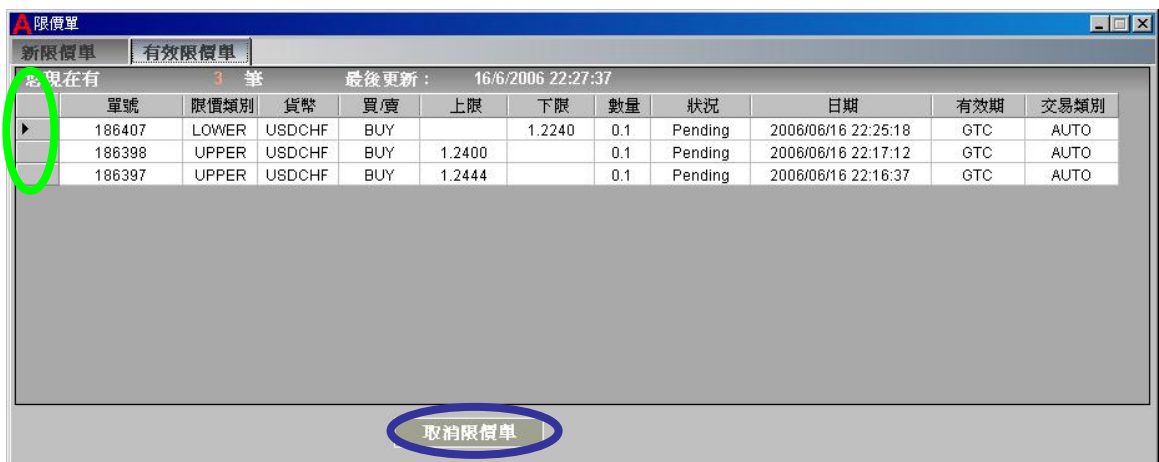 限價單
新限價單 有效限價單
您現在有 3 筆 最後更新： 16/6/2006 22:27:37
單號 限價類別 貨幣 買/賣 上限 下限 數量 狀況 日期 有效期 交易類別
186407 LOWER USDCHF BUY 1.2240 0.1 Pending 2006/06/16 22:25:18 GTC AUTO
186398 UPPER USDCHF BUY 1.2400 0.1 Pending 2006/06/16 22:17:12 GTC AUTO
186397 UPPER USDCHF BUY 1.2444 0.1 Pending 2006/06/16 22:16:37 GTC AUTO
取消限價單